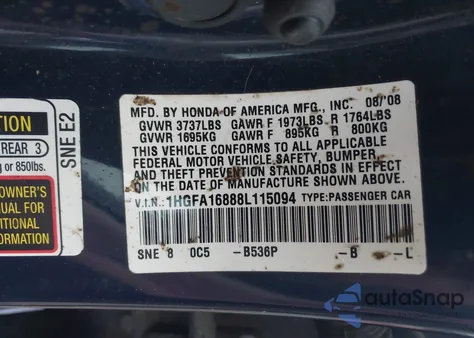 TION
REAR 3
g or 850lbs.
OWNER'S
NUAL FOR
DITIONAL
ORMATION
SNE E2
MFD. BY HONDA OF AMERICA MFG., INC. 08/'08
GVWR 3737LBS GAWR F 1973LBS R 1764LBS
GVWR 1695KG GAWR F 895KG R 800KG
THIS VEHICLE CONFORMS TO ALL APPLICABLE
FEDERAL MOTOR VEHICLE SAFETY, BUMPER,
AND THEFT PREVENTION STANDARDS IN EFFECT
ON THE DATE OF MANUFACTURE SHOWN ABOVE.
V.I.N.: 1HGFA16888L115094 TYPE:PASSENGER CAR
SNE 8 0C5 -B536P -B -L
autoSnap